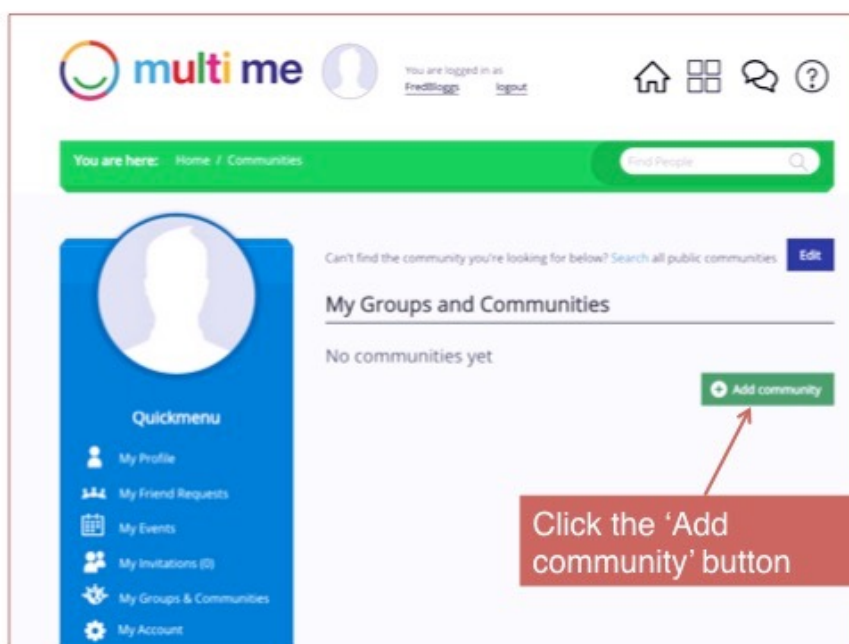 multi me
You are logged in as
FredBloggs logout
You are here: Home / Communities
Find People
Can't find the community you're looking for below? Search all public communities
Edit
My Groups and Communities
No communities yet
Add community
Quickmenu
My Profile
My Friend Requests
My Events
My Invitations (0)
My Groups & Communities
My Account
Click the ‘Add
community’ button